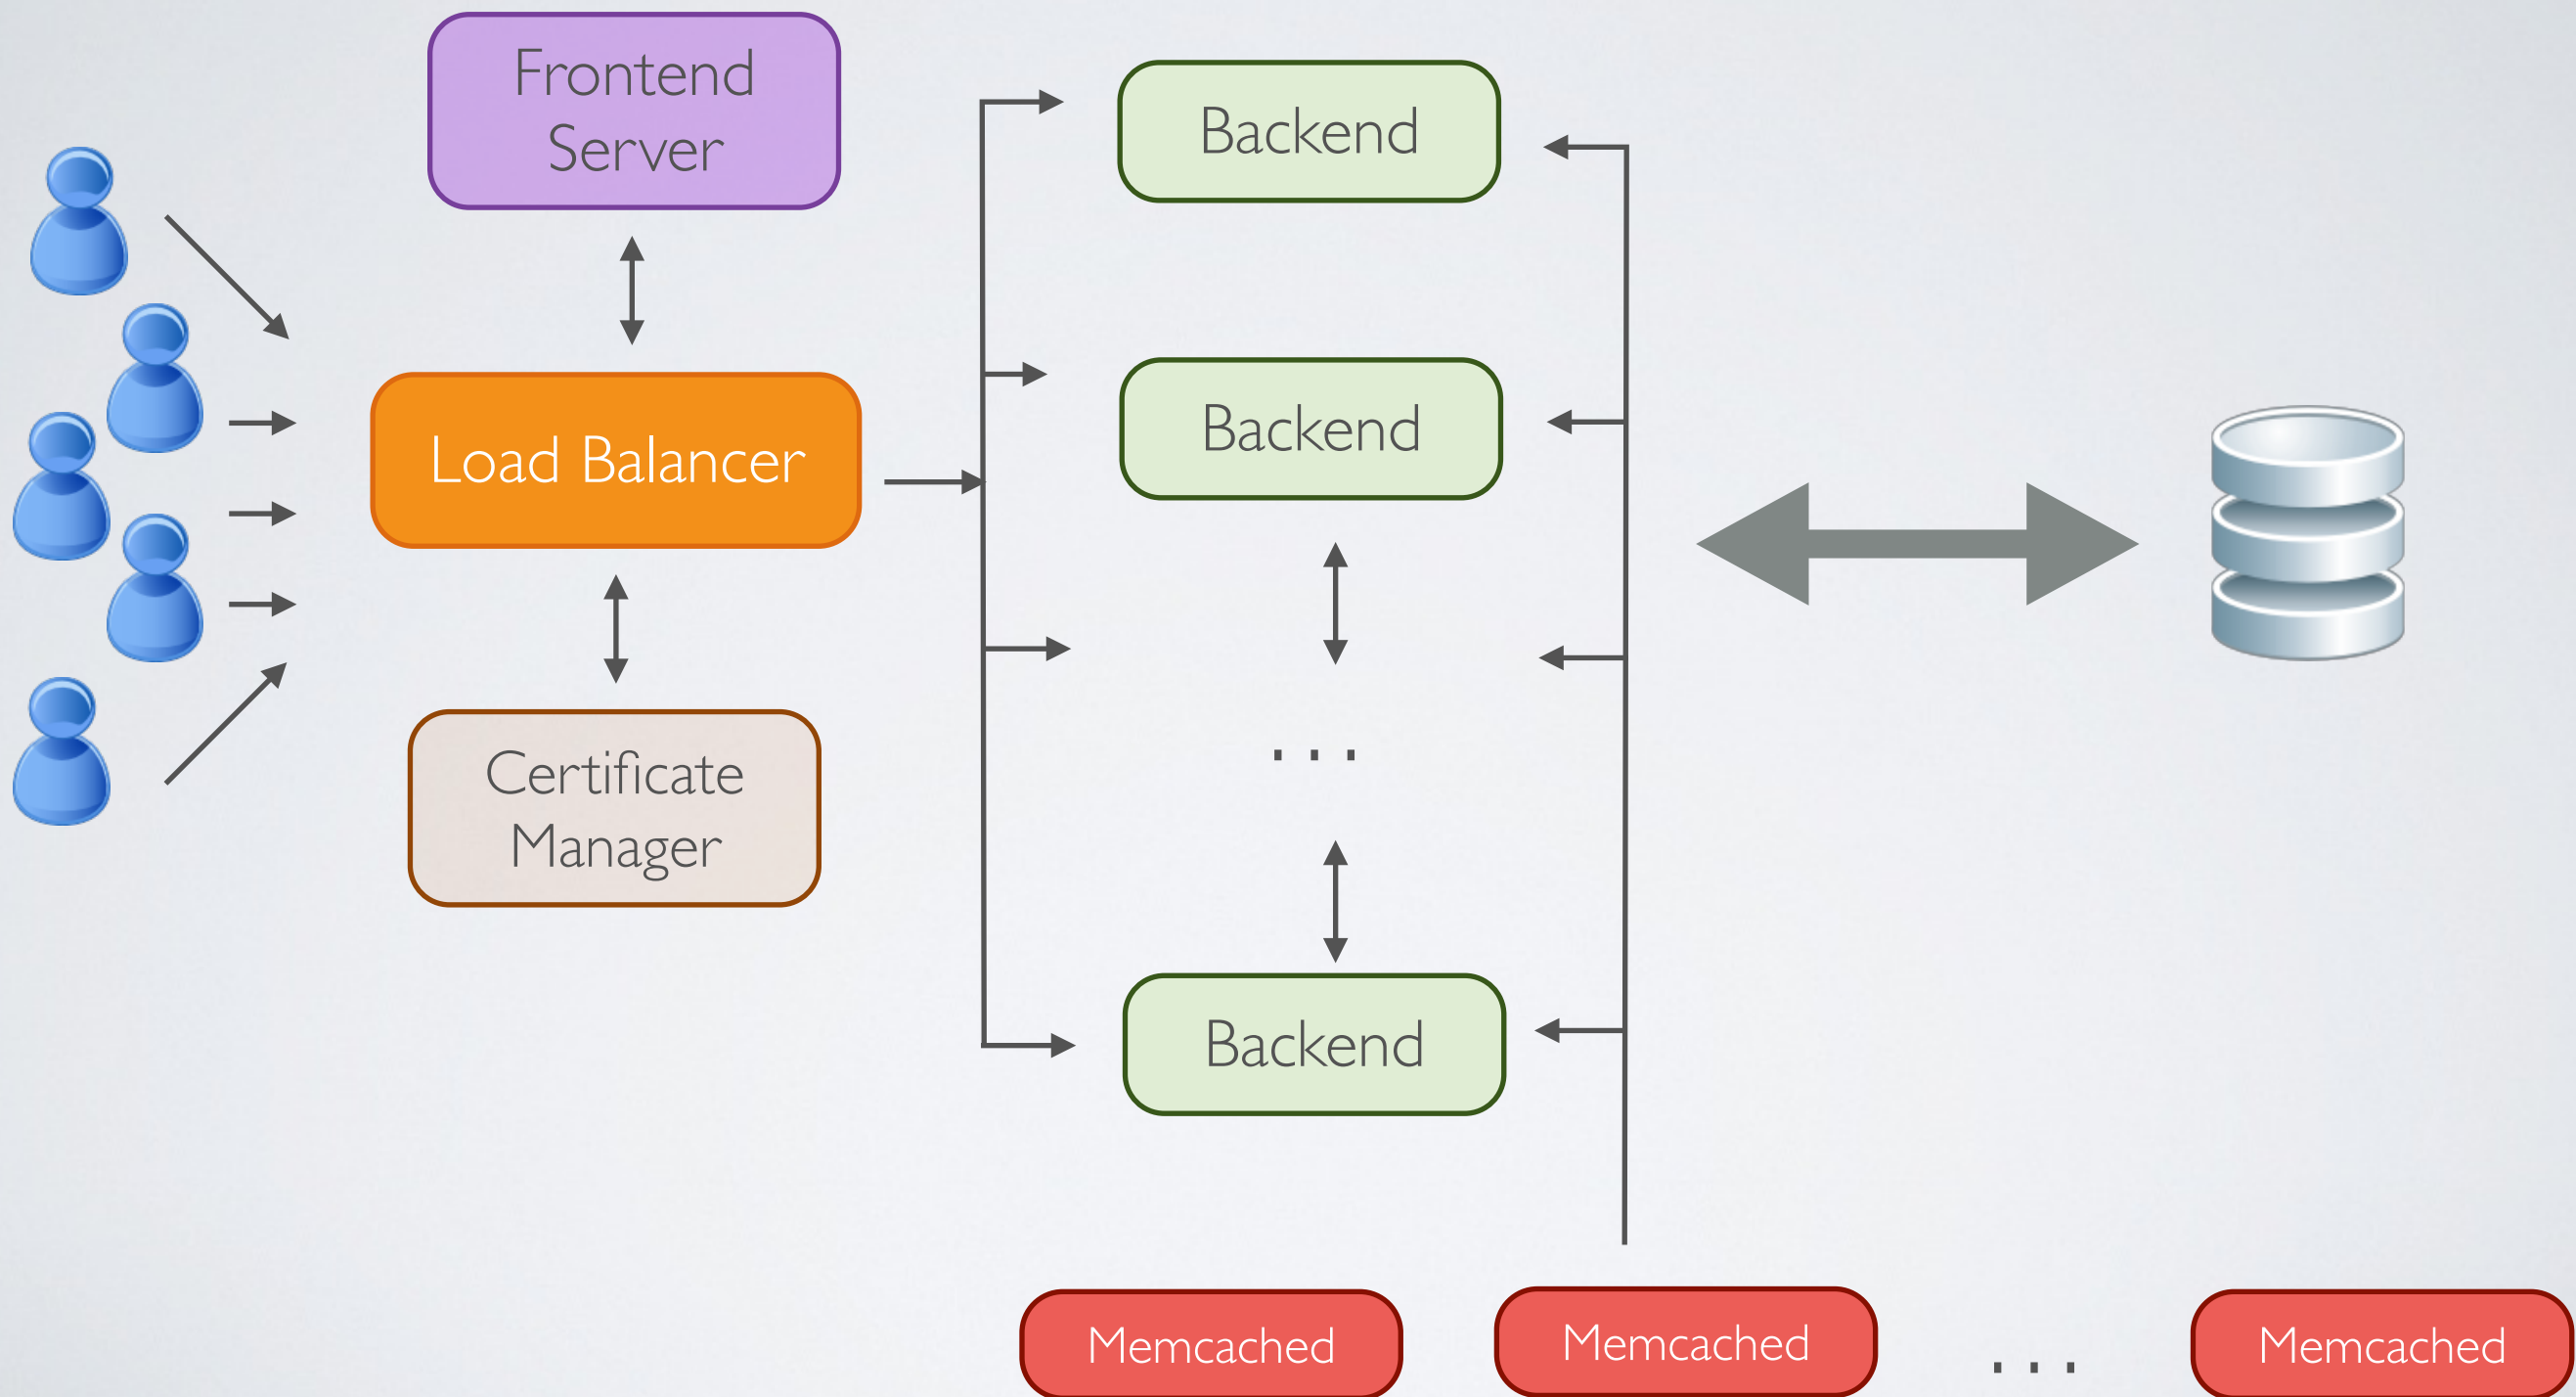 Frontend
Server
Load Balancer
Certificate
Manager
Backend
Backend
...
Backend
Memcached
Memcached
...
Memcached